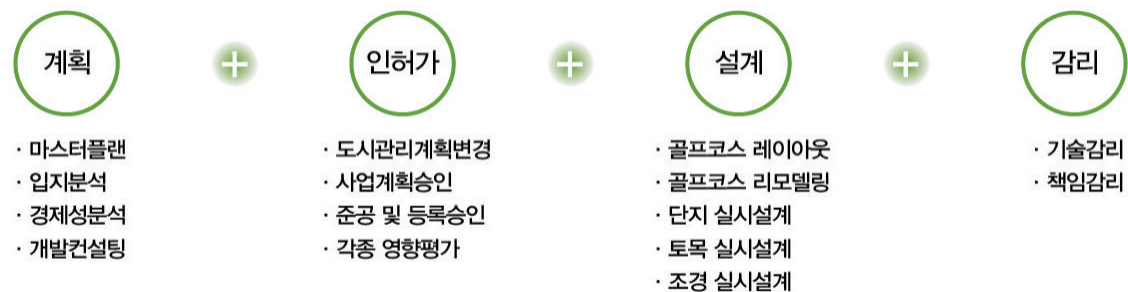 계획
+
인허가
+
설계
+
감리
· 마스터플랜
· 입지분석
· 경제성분석
· 개발컨설팅
· 도시관리계획변경
· 사업계획승인
· 준공 및 등록승인
· 각종 영향평가
· 골프코스 레이아웃
· 골프코스 리모델링
· 단지 실시설계
· 토목 실시설계
· 조경 실시설계
· 기술감리
· 책임감리